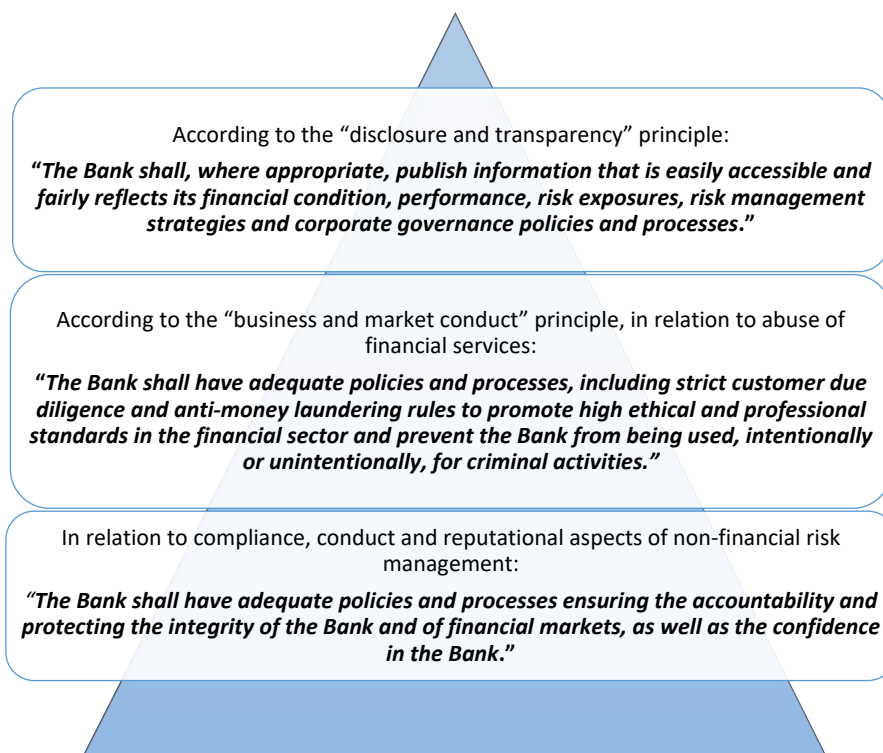 According to the “disclosure and transparency” principle:
“The Bank shall, where appropriate, publish information that is easily accessible and
fairly reflects its financial condition, performance, risk exposures, risk management
strategies and corporate governance policies and processes.”
According to the “business and market conduct” principle, in relation to abuse of
financial services:
“The Bank shall have adequate policies and processes, including strict customer due
diligence and anti-money laundering rules to promote high ethical and professional
standards in the financial sector and prevent the Bank from being used, intentionally
or unintentionally, for criminal activities.”
In relation to compliance, conduct and reputational aspects of non-financial risk
management:
“The Bank shall have adequate policies and processes ensuring the accountability and
protecting the integrity of the Bank and of financial markets, as well as the confidence
in the Bank.”